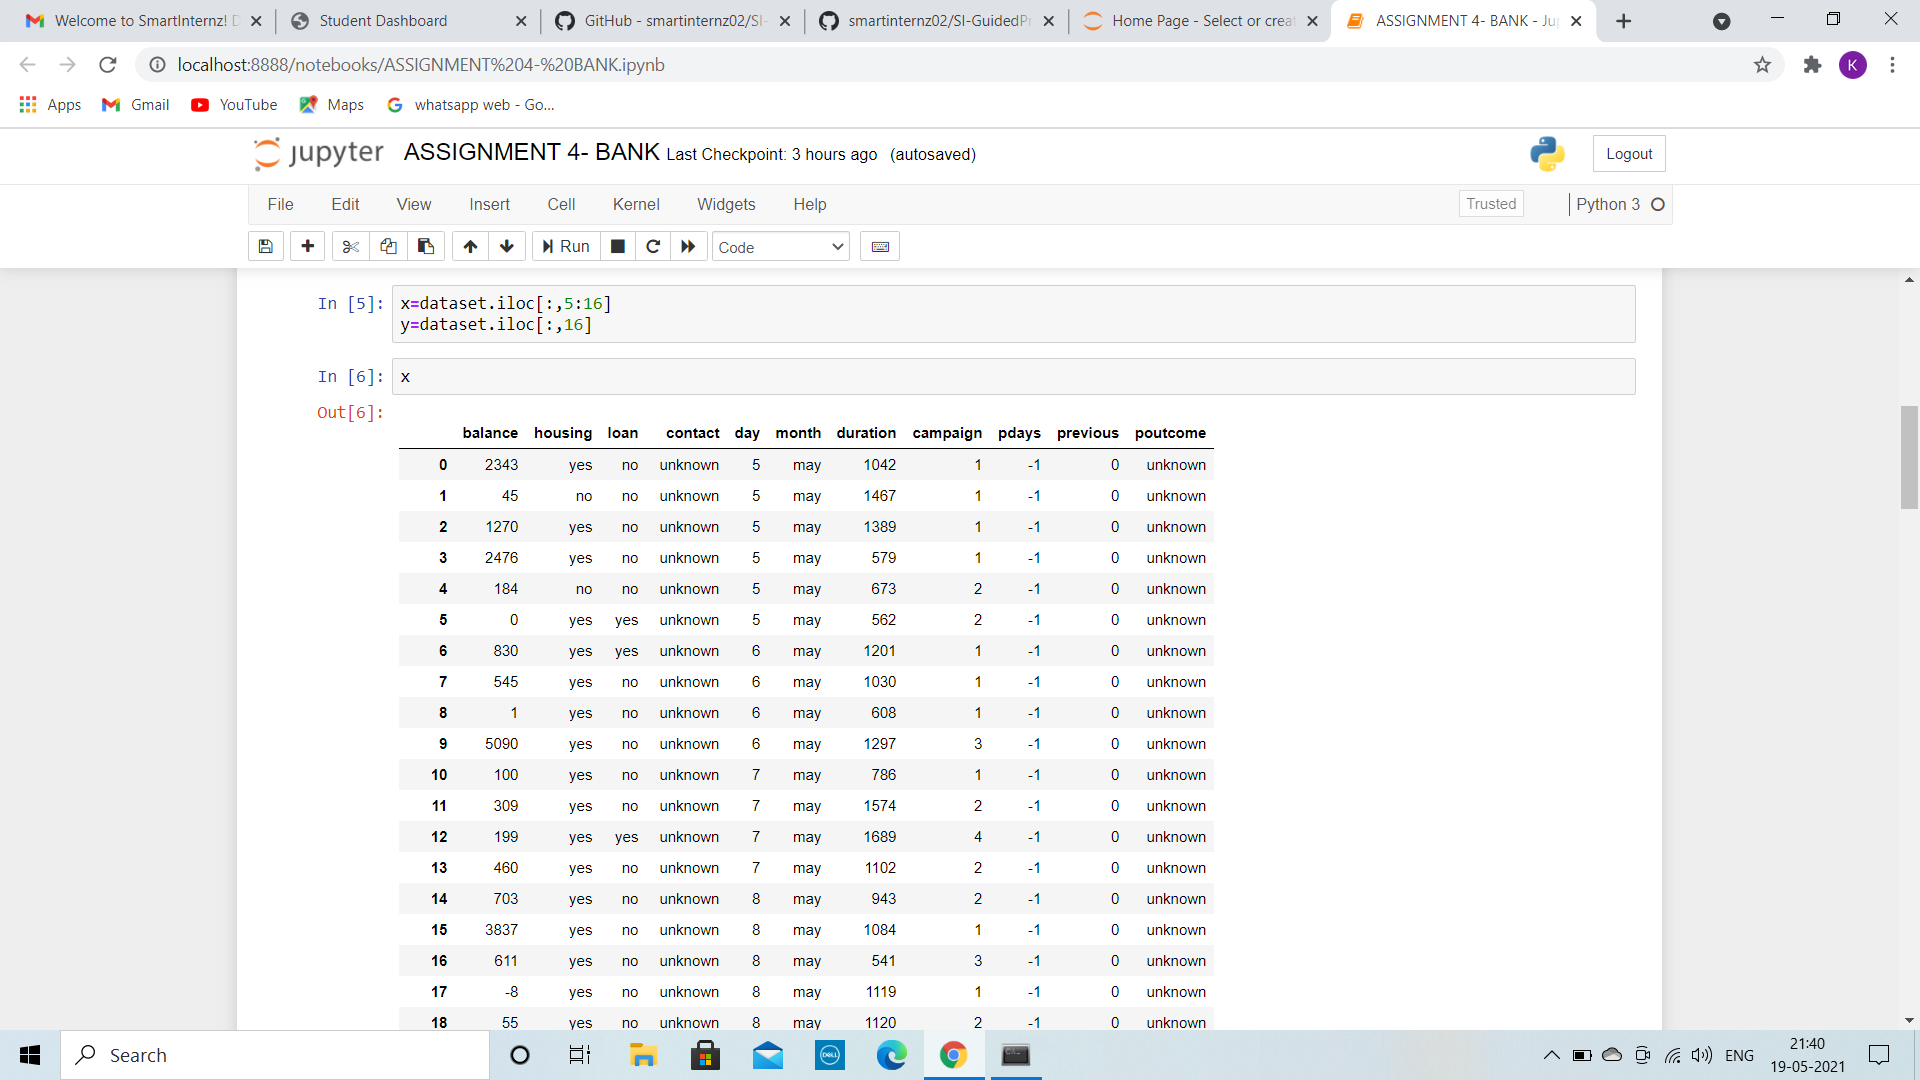 Welcome to SmartInternz! D
Student Dashboard
GitHub - smartinternz02/SI-
smartinternz02/SI-GuidedPr
Home Page - Select or creat
ASSIGNMENT 4- BANK - Ju
localhost:8888/notebooks/ASSIGNMENT%204-%20BANK.ipynb
K
Apps Gmail YouTube Maps whatsapp web - Go...
jupyter ASSIGNMENT 4- BANK Last Checkpoint: 3 hours ago (autosaved)
Logout
File Edit View Insert Cell Kernel Widgets Help
Trusted
Python 3
Run
Code
In [5]: x=dataset.iloc[:,5:16]
y=dataset.iloc[:,16]
In [6]: x
Out[6]:
balance housing loan contact day month duration campaign pdays previous poutcome
0 2343 yes no unknown 5 may 1042 1 -1 0 unknown
1 45 no no unknown 5 may 1467 1 -1 0 unknown
2 1270 yes no unknown 5 may 1389 1 -1 0 unknown
3 2476 yes no unknown 5 may 579 1 -1 0 unknown
4 184 no no unknown 5 may 673 2 -1 0 unknown
5 0 yes yes unknown 5 may 562 2 -1 0 unknown
6 830 yes yes unknown 6 may 1201 1 -1 0 unknown
7 545 yes no unknown 6 may 1030 1 -1 0 unknown
8 1 yes no unknown 6 may 608 1 -1 0 unknown
9 5090 yes no unknown 6 may 1297 3 -1 0 unknown
10 100 yes no unknown 7 may 786 1 -1 0 unknown
11 309 yes no unknown 7 may 1574 2 -1 0 unknown
12 199 yes yes unknown 7 may 1689 4 -1 0 unknown
13 460 yes no unknown 7 may 1102 2 -1 0 unknown
14 703 yes no unknown 8 may 943 2 -1 0 unknown
15 3837 yes no unknown 8 may 1084 1 -1 0 unknown
16 611 yes no unknown 8 may 541 3 -1 0 unknown
17 -8 yes no unknown 8 may 1119 1 -1 0 unknown
18 55 yes no unknown 8 may 1120 2 -1 0 unknown
Search
DELL
ENG
21:40
19-05-2021